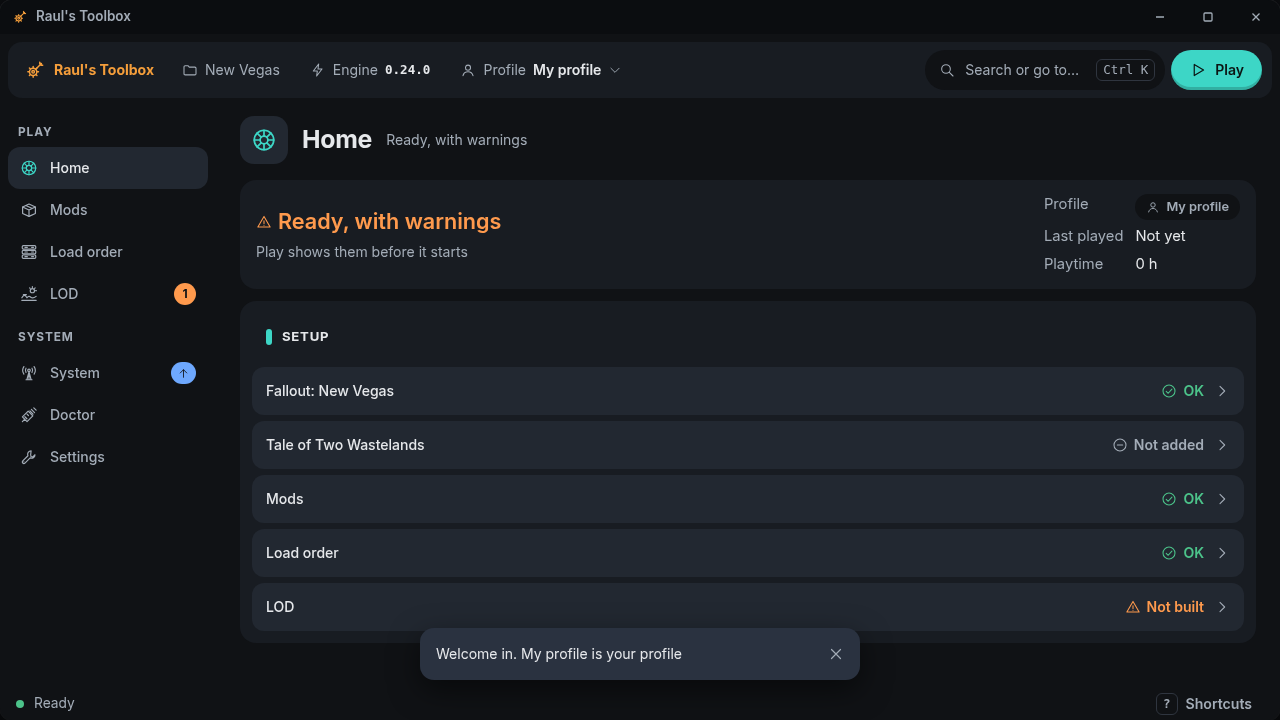 Raul's Toolbox
Raul's Toolbox New Vegas Engine 0.24.0 Profile My profile Search or go to... Ctrl K Play
PLAY
Home
Mods
Load order
LOD 1
SYSTEM
System
Doctor
Settings
Home Ready, with warnings
Ready, with warnings
Play shows them before it starts
Profile My profile
Last played Not yet
Playtime 0 h
SETUP
Fallout: New Vegas OK
Tale of Two Wastelands Not added
Mods OK
Load order OK
LOD Not built
Welcome in. My profile is your profile
Ready ? Shortcuts